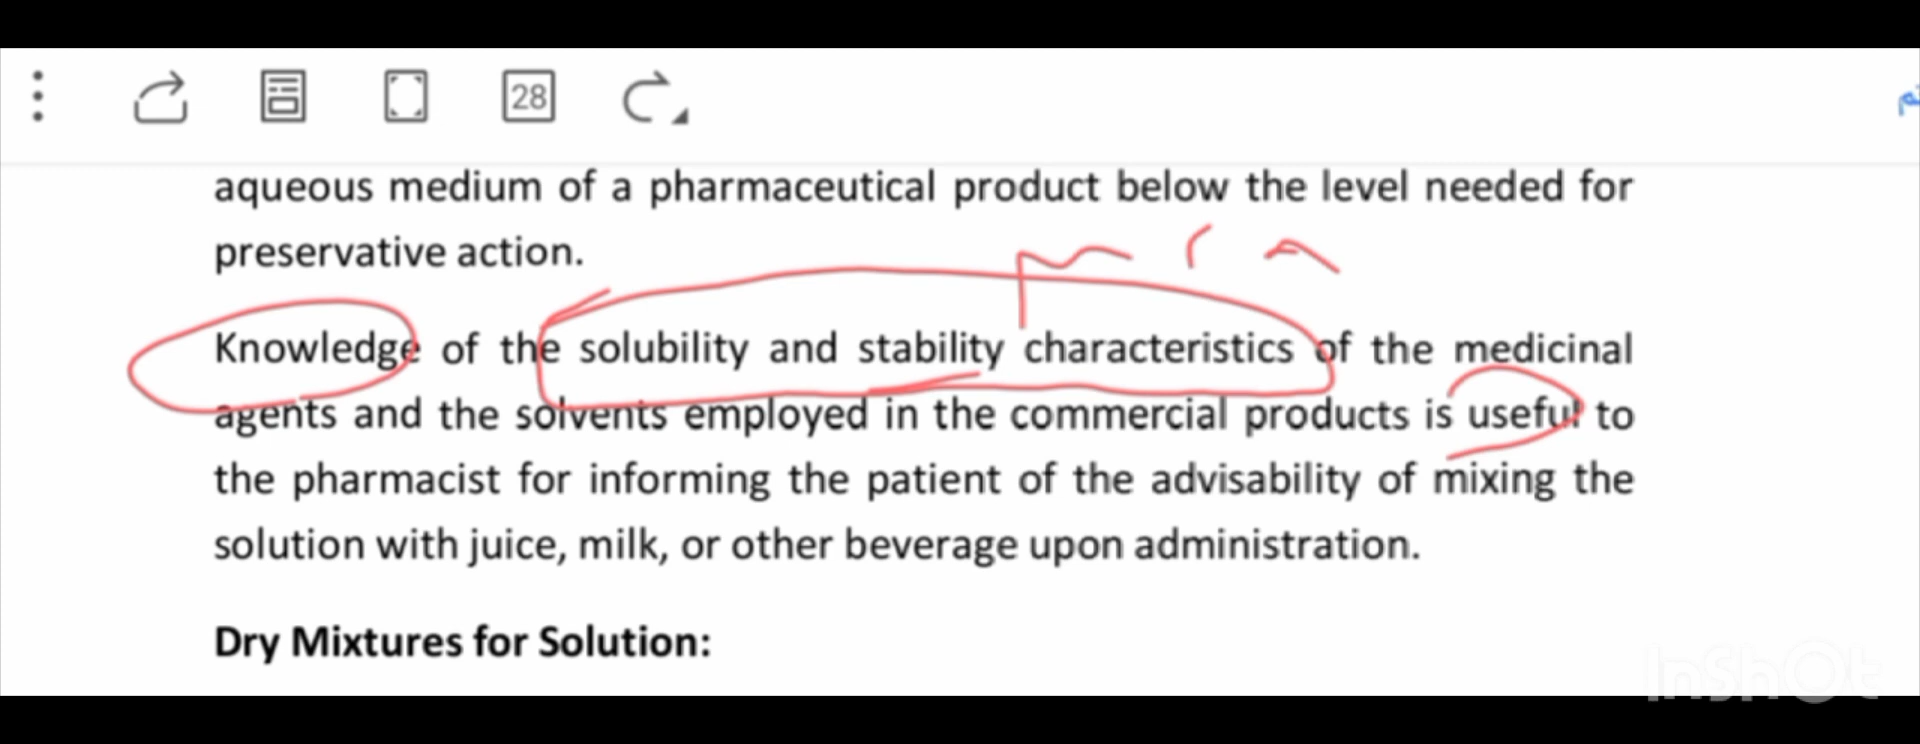 28
تم
aqueous medium of a pharmaceutical product below the level needed for
preservative action.
Knowledge of the solubility and stability characteristics of the medicinal
agents and the solvents employed in the commercial products is useful to
the pharmacist for informing the patient of the advisability of mixing the
solution with juice, milk, or other beverage upon administration.
Dry Mixtures for Solution:
InShOt